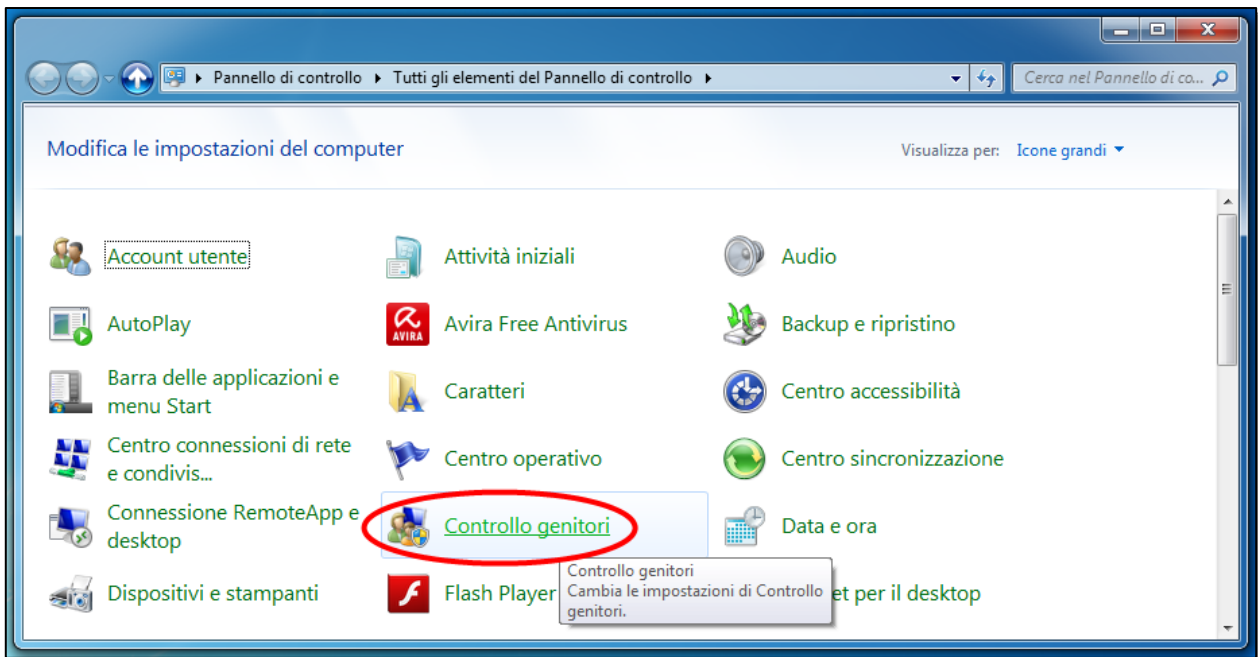 Pannello di controllo Tutti gli elementi del Pannello di controllo
Cerca nel Pannello di co...
Modifica le impostazioni del computer
Visualizza per: Icone grandi
Account utente
Attività iniziali
Audio
AutoPlay
AVIRA
Avira Free Antivirus
Backup e ripristino
Barra delle applicazioni e
menu Start
Caratteri
Centro accessibilità
Centro connessioni di rete
e condivis...
Centro operativo
Centro sincronizzazione
Connessione RemoteApp e
desktop
Controllo genitori
Data e ora
Dispositivi e stampanti
Flash Player
et per il desktop
Controllo genitori
Cambia le impostazioni di Controllo
genitori.